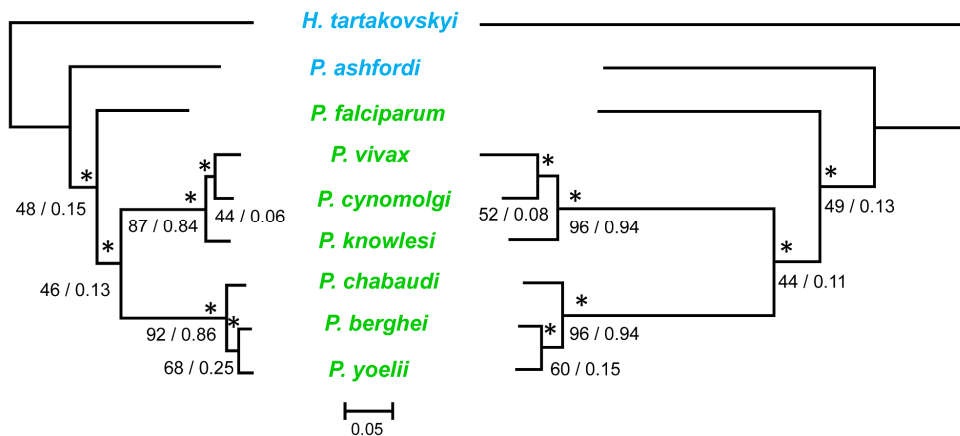 H. tartakovskyi
P. ashfordi
P. falciparum
P. vivax
*
*
*
*
*
*
P. cynomolgi
48 / 0.15
87 / 0.84
44 / 0.06
52 / 0.08
96 / 0.94
49 / 0.13
P. knowlesi
*
*
46 / 0.13
P. chabaudi
44 / 0.11
*
*
*
*
P. berghei
92 / 0.86
96 / 0.94
68 / 0.25
P. yoelii
60 / 0.15
0.05